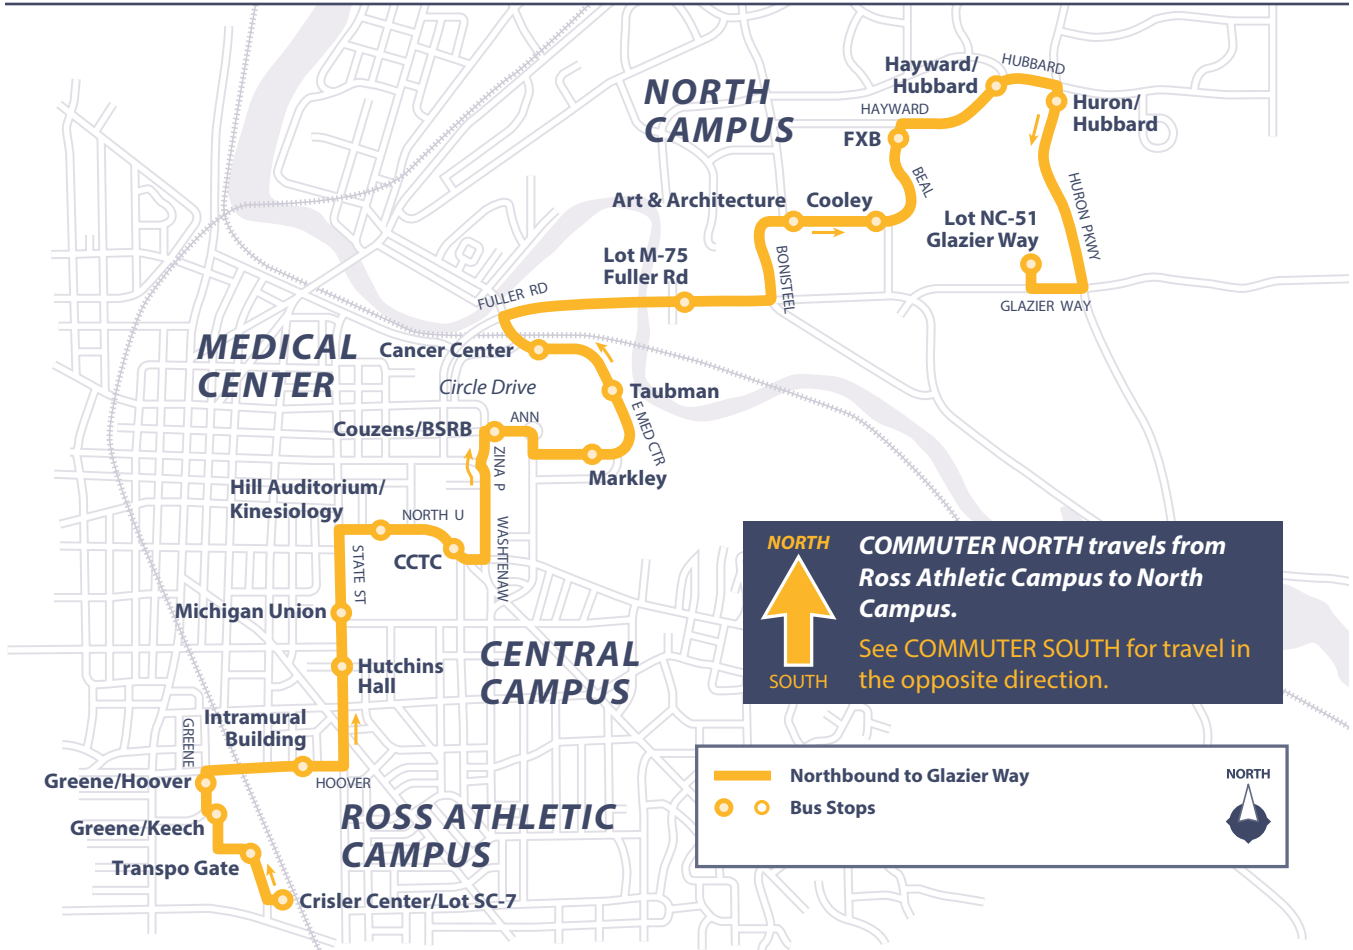 NORTH
CAMPUS
Hayward/
Hubbard
HUBBARD
HAYWARD
Huron/
Hubbard
FXB
BEAL
HURON PKWY
Art & Architecture
Cooley
Lot NC-51
Glazier Way
BONISTEEL
Lot M-75
Fuller Rd
FULLER RD
GLAZIER WAY
MEDICAL
CENTER
Cancer Center
Circle Drive
Taubman
E MED CTR
ANN
Couzens/BSRB
ZINA P
Markley
Hill Auditorium/
Kinesiology
NORTH U
CCTC
WASHTENAW
STATE ST
Michigan Union
CENTRAL
CAMPUS
Hutchins
Hall
Intramural
Building
GREENE
HOOVER
Greene/Hoover
Greene/Keech
ROSS ATHLETIC
CAMPUS
Transpo Gate
Crisler Center/Lot SC-7
NORTH
SOUTH
COMMUTER NORTH travels from
Ross Athletic Campus to North
Campus.
See COMMUTER SOUTH for travel in
the opposite direction.
Northbound to Glazier Way
Bus Stops
NORTH